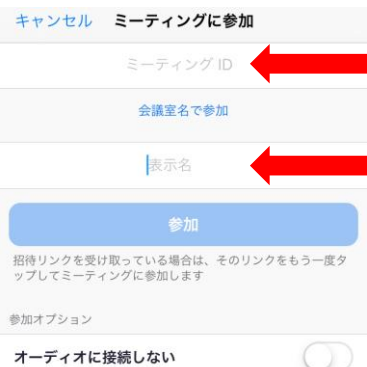 キャンセル ミーティングに参加
ミーティング ID
会議室名で参加
表示名
参加
招待リンクを受け取っている場合は、そのリンクをもう一度タ
ップしてミーティングに参加します
参加オプション
オーディオに接続しない